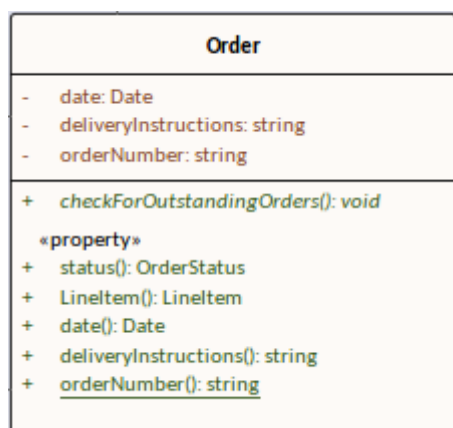 Order
- date: Date
- deliveryInstructions: string
- orderNumber: string
+ checkForOutstandingOrders(): void
«property»
+ status(): OrderStatus
+ LineItem(): LineItem
+ date(): Date
+ deliveryInstructions(): string
+ orderNumber(): string